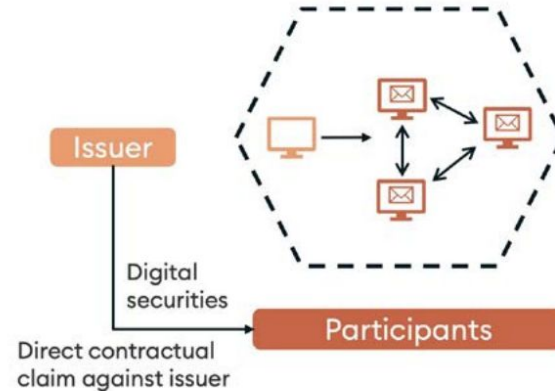 Issuer
Digital
securities
Direct contractual
claim against issuer
Participants